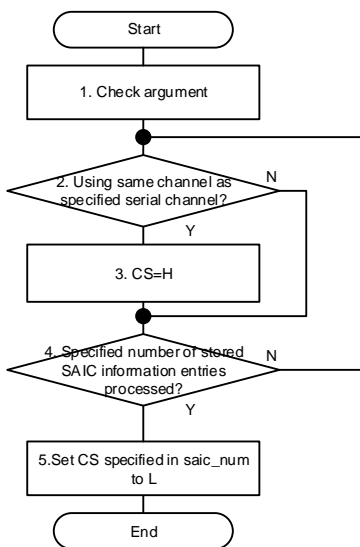 Start
1. Check argument
2. Using same channel as
specified serial channel?
N
Y
3. CS=H
4. Specified number of stored
SAIC information entries
processed?
N
Y
5.Set CS specified in saic_num
to L
End